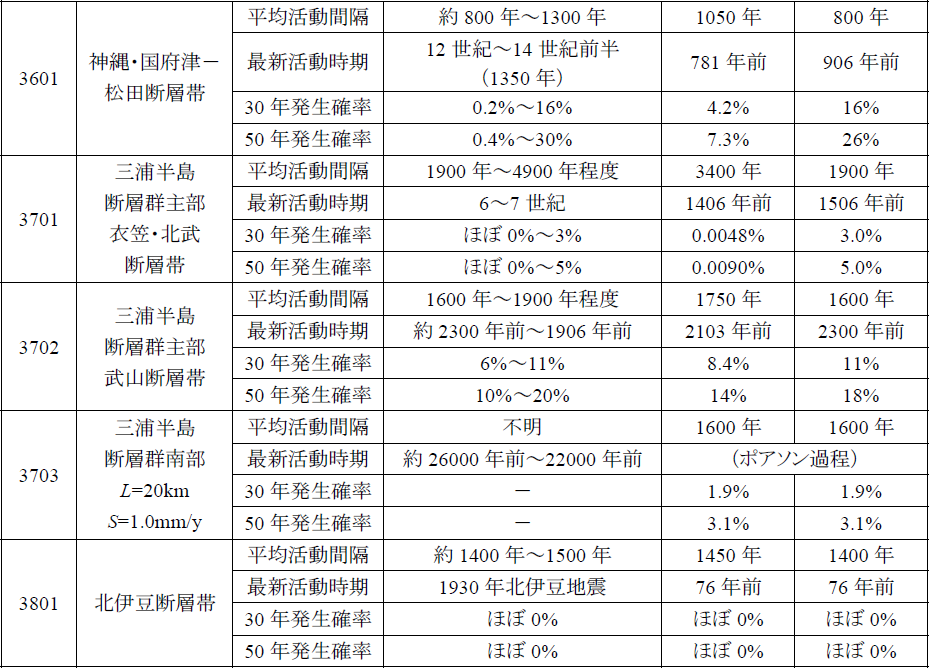 3601
神縄・国府津－
松田断層帯
平均活動間隔 約 800 年～1300 年 1050 年 800 年
最新活動時期 12 世紀～14 世紀前半
（1350 年） 781 年前 906 年前
30 年発生確率 0.2%～16% 4.2% 16%
50 年発生確率 0.4%～30% 7.3% 26%
3701
三浦半島
断層群主部
衣笠・北武
断層帯
平均活動間隔 1900 年～4900 年程度 3400 年 1900 年
最新活動時期 6～7 世紀 1406 年前 1506 年前
30 年発生確率 ほぼ 0%～3% 0.0048% 3.0%
50 年発生確率 ほぼ 0%～5% 0.0090% 5.0%
3702
三浦半島
断層群主部
武山断層帯
平均活動間隔 1600 年～1900 年程度 1750 年 1600 年
最新活動時期 約 2300 年前～1906 年前 2103 年前 2300 年前
30 年発生確率 6%～11% 8.4% 11%
50 年発生確率 10%～20% 14% 18%
3703
三浦半島
断層群南部
L=20km
S=1.0mm/y
平均活動間隔 不明 1600 年 1600 年
最新活動時期 約 26000 年前～22000 年前 （ポアソン過程）
30 年発生確率 － 1.9% 1.9%
50 年発生確率 － 3.1% 3.1%
3801
北伊豆断層帯
平均活動間隔 約 1400 年～1500 年 1450 年 1400 年
最新活動時期 1930 年北伊豆地震 76 年前 76 年前
30 年発生確率 ほぼ 0% ほぼ 0% ほぼ 0%
50 年発生確率 ほぼ 0% ほぼ 0% ほぼ 0%